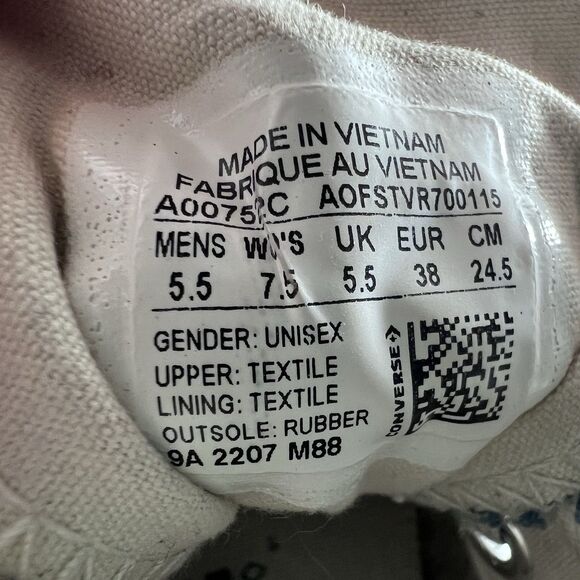 MADE IN VIETNAM
FABRIQUE AU VIETNAM
AOFSTVR700115
MENS WO'S UK EUR CM
5.5 7.5 5.5 38 24.5
GENDER: UNISEX
UPPER: TEXTILE
LINING: TEXTILE
OUTSOLE: RUBBER
9A 2207 M88
CONVERSE